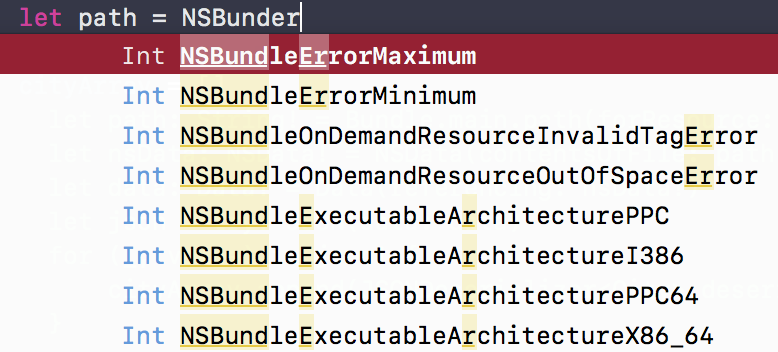 let path = NSBunder
Int NSBundleErrorMaximum
Int NSBundleErrorMinimum
Int NSBundleOnDemandResourceInvalidTagError
Int NSBundleOnDemandResourceOutOfSpaceError
Int NSBundleExecutableArchitecturePPC
Int NSBundleExecutableArchitectureI386
Int NSBundleExecutableArchitecturePPC64
Int NSBundleExecutableArchitectureX86_64